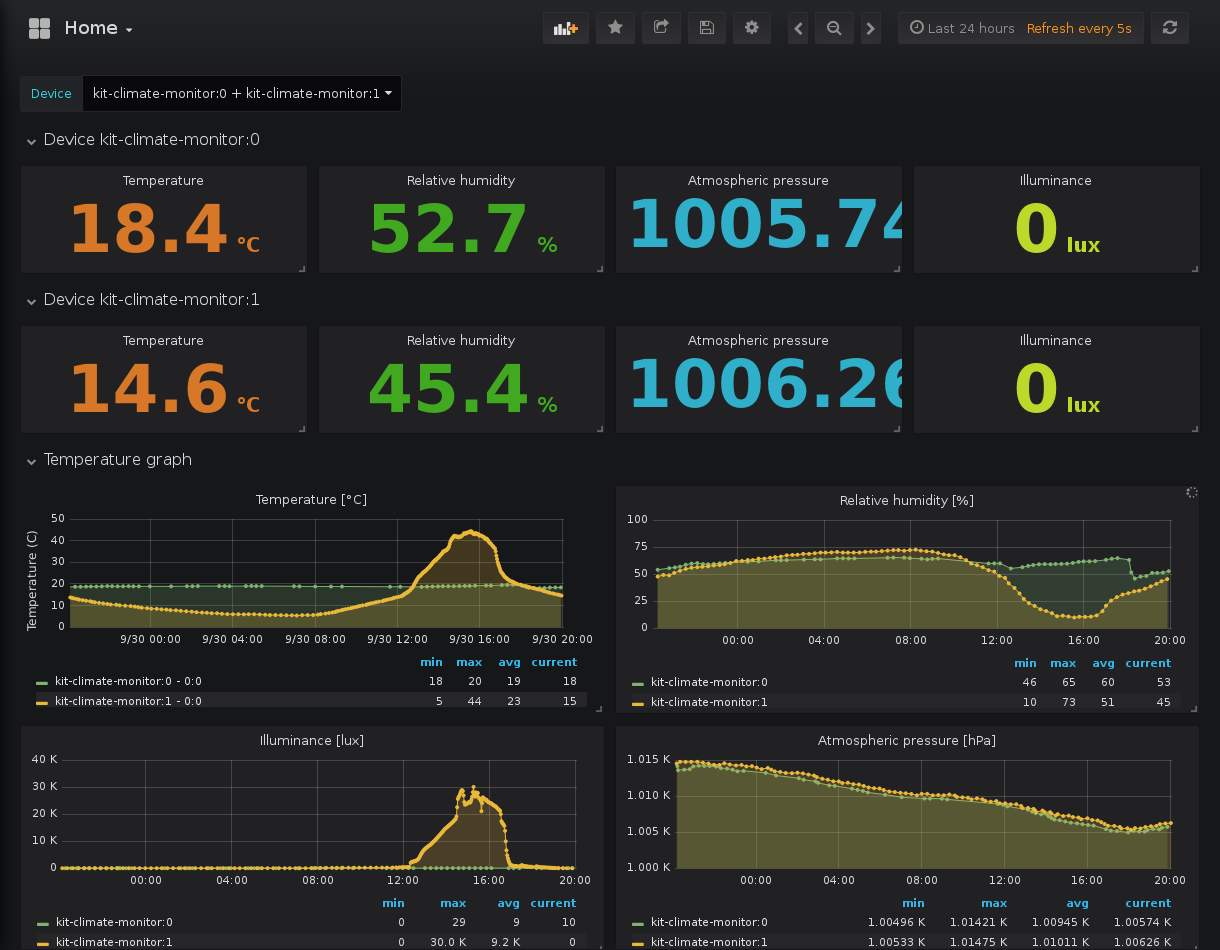 Home
Last 24 hours Refresh every 5s
Device kit-climate-monitor:0 + kit-climate-monitor:1
Device kit-climate-monitor:0
Temperature Relative humidity Atmospheric pressure Illuminance
18.4 °C 52.7 % 1005.74 0 lux
Device kit-climate-monitor:1
Temperature Relative humidity Atmospheric pressure Illuminance
14.6 °C 45.4 % 1006.26 0 lux
Temperature graph
Temperature [°C]
Temperature (C)
50
40
30
20
10
0
9/30 00:00 9/30 04:00 9/30 08:00 9/30 12:00 9/30 16:00 9/30 20:00
min max avg current
kit-climate-monitor:0 - 0:0 18 20 19 18
kit-climate-monitor:1 - 0:0 5 44 23 15
Relative humidity [%]
100
75
50
25
0
00:00 04:00 08:00 12:00 16:00 20:00
min max avg current
kit-climate-monitor:0 46 65 60 53
kit-climate-monitor:1 10 73 51 45
Illuminance [lux]
40 K
30 K
20 K
10 K
0
00:00 04:00 08:00 12:00 16:00 20:00
min max avg current
kit-climate-monitor:0 0 29 9 10
kit-climate-monitor:1 0 30.0 K 9.2 K 0
Atmospheric pressure [hPa]
1.015 K
1.010 K
1.005 K
1.000 K
00:00 04:00 08:00 12:00 16:00 20:00
min max avg current
kit-climate-monitor:0 1.00496 K 1.01421 K 1.00945 K 1.00574 K
kit-climate-monitor:1 1.00533 K 1.01475 K 1.01011 K 1.00626 K